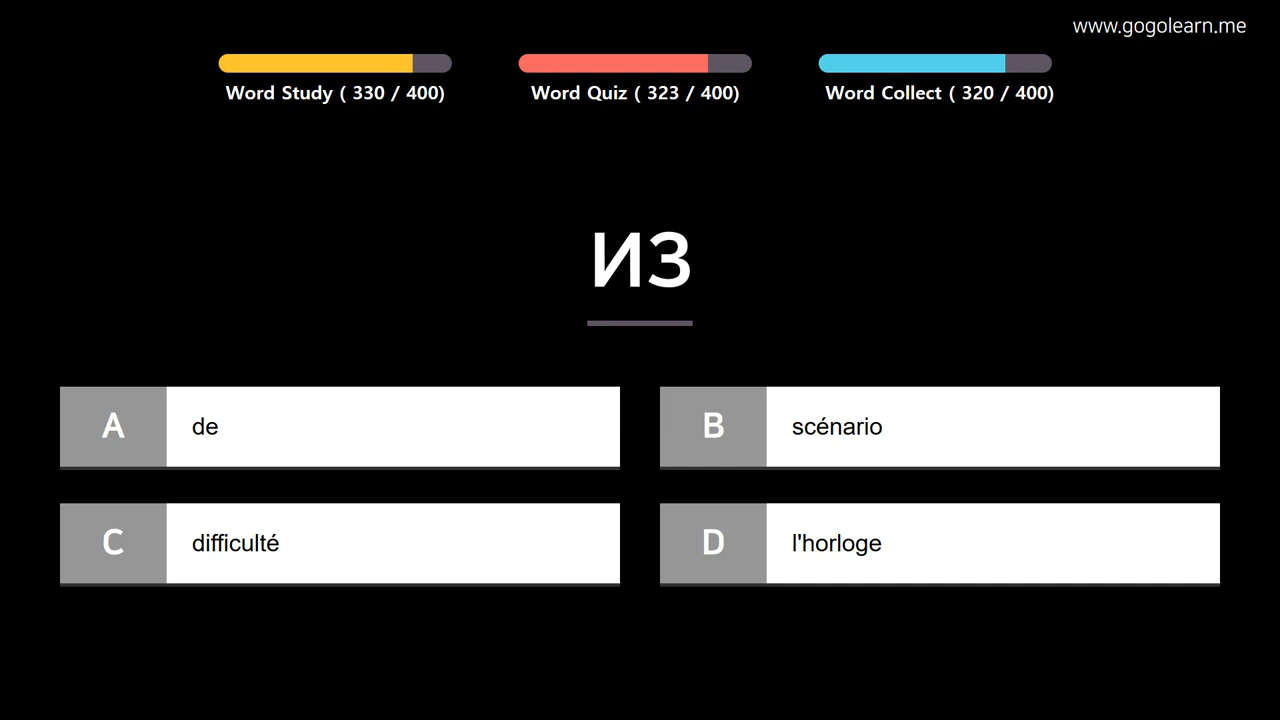 www.gogolearn.me
Word Study ( 330 / 400)
Word Quiz ( 323 / 400)
Word Collect ( 320 / 400)
из
A de
B scénario
C difficulté
D l'horloge